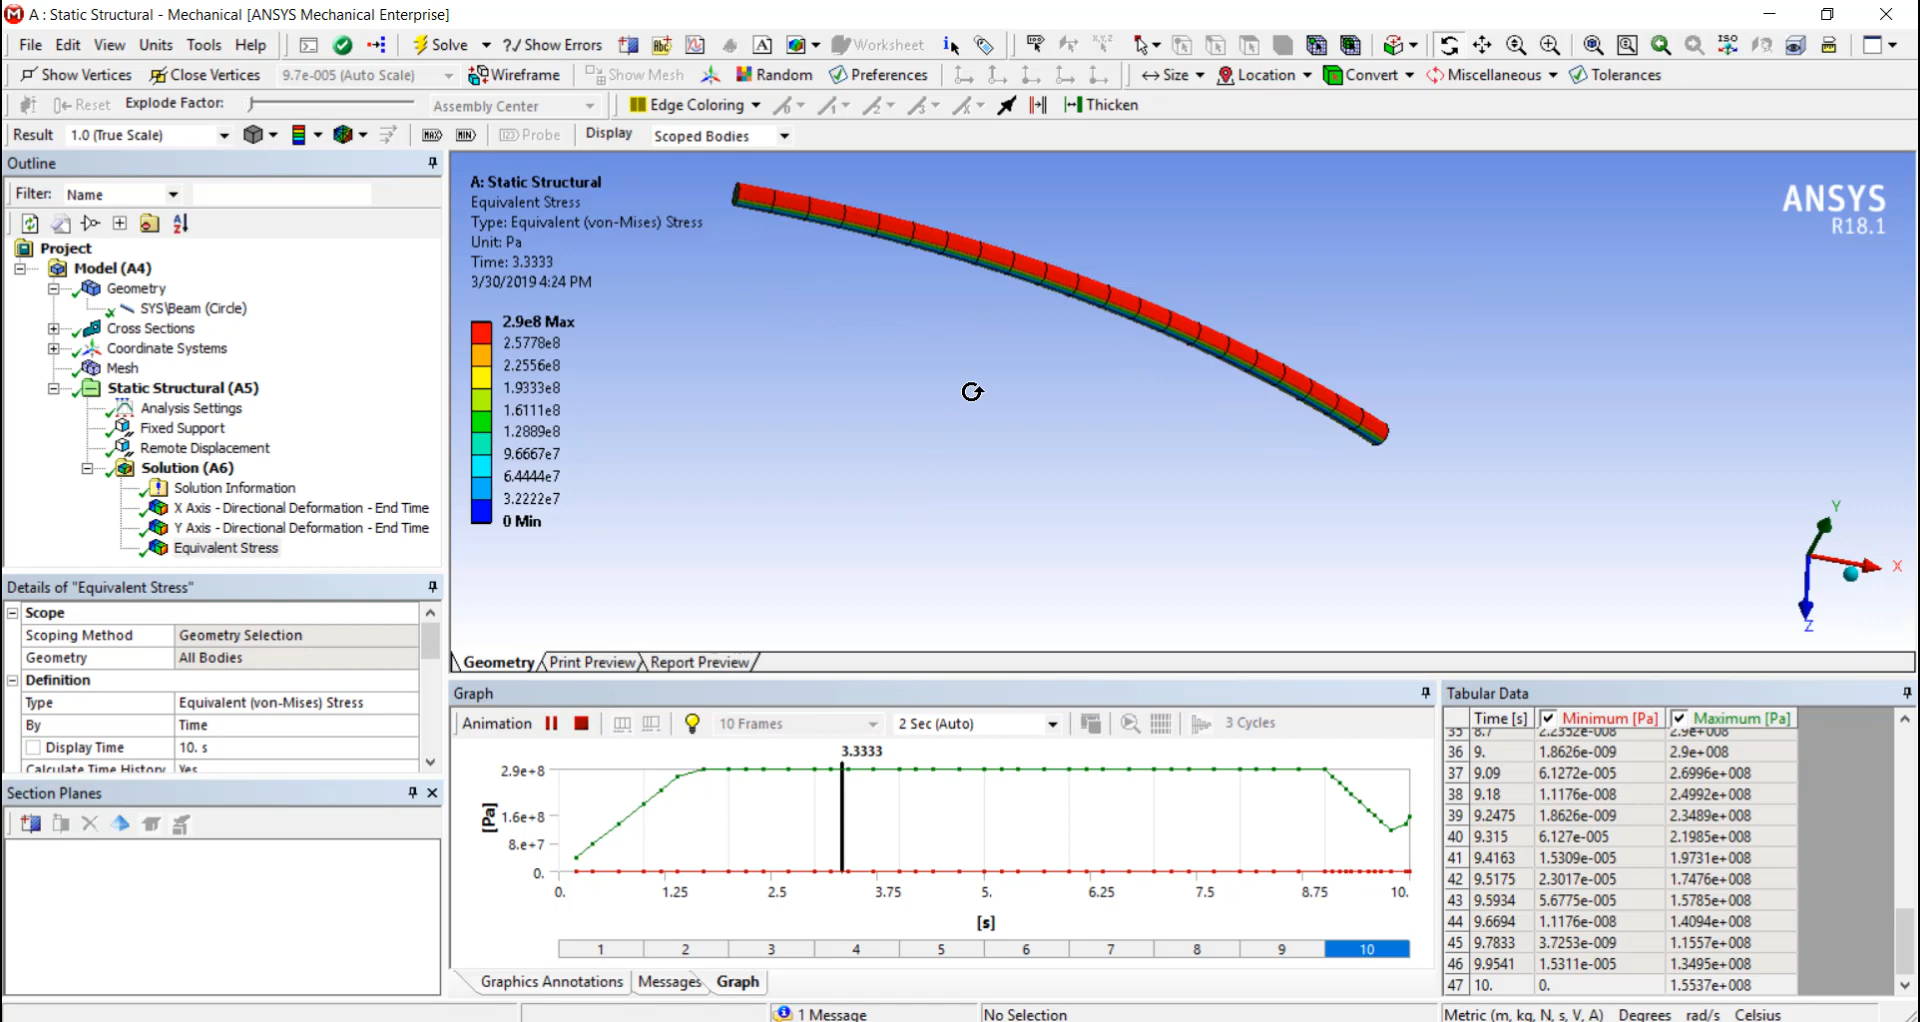 A : Static Structural - Mechanical [ANSYS Mechanical Enterprise]
File Edit View Units Tools Help Solve ?/ Show Errors Worksheet
Show Vertices Close Vertices 9.7e-005 (Auto Scale) Wireframe Show Mesh Random Preferences Size Location Convert Miscellaneous Tolerances
Reset Explode Factor: Assembly Center Edge Coloring Thicken
Result 1.0 (True Scale) MAX MIN Probe Display Scoped Bodies
Outline
Filter: Name
Project
Model (A4)
Geometry
SYS\Beam (Circle)
Cross Sections
Coordinate Systems
Mesh
Static Structural (A5)
Analysis Settings
Fixed Support
Remote Displacement
Solution (A6)
Solution Information
X Axis - Directional Deformation - End Time
Y Axis - Directional Deformation - End Time
Equivalent Stress
Details of "Equivalent Stress"
Scope
Scoping Method Geometry Selection
Geometry All Bodies
Definition
Type Equivalent (von-Mises) Stress
By Time
Display Time 10. s
Calculate Time History Yes
Section Planes
A: Static Structural
Equivalent Stress
Type: Equivalent (von-Mises) Stress
Unit: Pa
Time: 3.3333
3/30/2019 4:24 PM
2.9e8 Max
2.5778e8
2.2556e8
1.9333e8
1.6111e8
1.2889e8
9.6667e7
6.4444e7
3.2222e7
0 Min
ANSYS
R18.1
Y
X
Z
Geometry Print Preview Report Preview
Graph
Animation 10 Frames 2 Sec (Auto) 3 Cycles
3.3333
2.9e+8
1.6e+8
8.e+7
0.
[Pa]
0. 1.25 2.5 3.75 5. 6.25 7.5 8.75 10.
[s]
1 2 3 4 5 6 7 8 9 10
Graphics Annotations Messages Graph
Tabular Data
Time [s] Minimum [Pa] Maximum [Pa]
35 8.7 2.2352e-008 2.9e+008
36 9. 1.8626e-009 2.9e+008
37 9.09 6.1272e-005 2.6996e+008
38 9.18 1.1176e-008 2.4992e+008
39 9.2475 1.8626e-009 2.3489e+008
40 9.315 6.127e-005 2.1985e+008
41 9.4163 1.5309e-005 1.9731e+008
42 9.5175 2.3017e-005 1.7476e+008
43 9.5934 5.6775e-005 1.5785e+008
44 9.6694 1.1176e-008 1.4094e+008
45 9.7833 3.7253e-009 1.1557e+008
46 9.9541 1.5311e-005 1.3495e+008
47 10. 0. 1.5537e+008
1 Message No Selection Metric (m, kg, N, s, V, A) Degrees rad/s Celsius